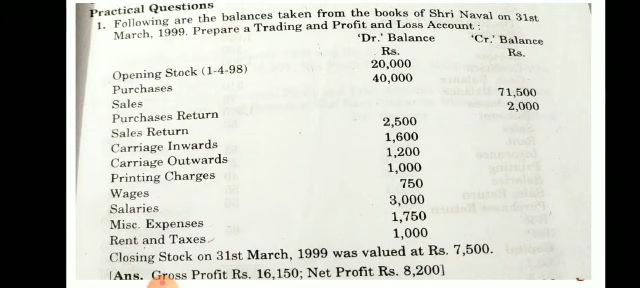 Practical Questions
1. Following are the balances taken from the books of Shri Naval on 31st
March, 1999. Prepare a Trading and Profit and Loss Account :
'Dr.' Balance 'Cr.' Balance
Rs. Rs.
Opening Stock (1-4-98) 20,000
Purchases 40,000
Sales 71,500
Purchases Return 2,000
Sales Return 2,500
Carriage Inwards 1,600
Carriage Outwards 1,200
Printing Charges 1,000
Wages 750
Salaries 3,000
Misc. Expenses 1,750
Rent and Taxes 1,000
Closing Stock on 31st March, 1999 was valued at Rs. 7,500.
[Ans. Gross Profit Rs. 16,150; Net Profit Rs. 8,200]